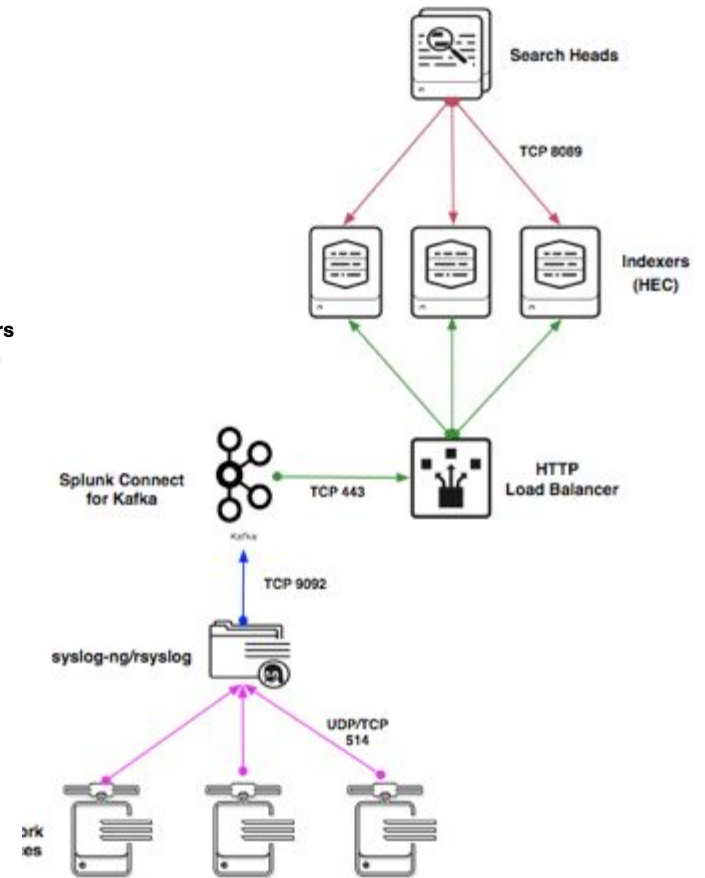 Search Heads
TCP 8089
Indexers
(HEC)
rs
HTTP
Load Balancer
Splunk Connect
for Kafka
TCP 443
Kafka
TCP 9092
syslog-ng/rsyslog
UDP/TCP
514
ork
es